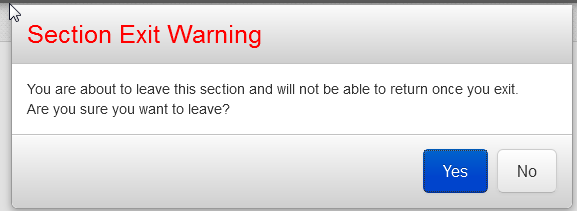 Section Exit Warning
You are about to leave this section and will not be able to return once you exit.
Are you sure you want to leave?
Yes No